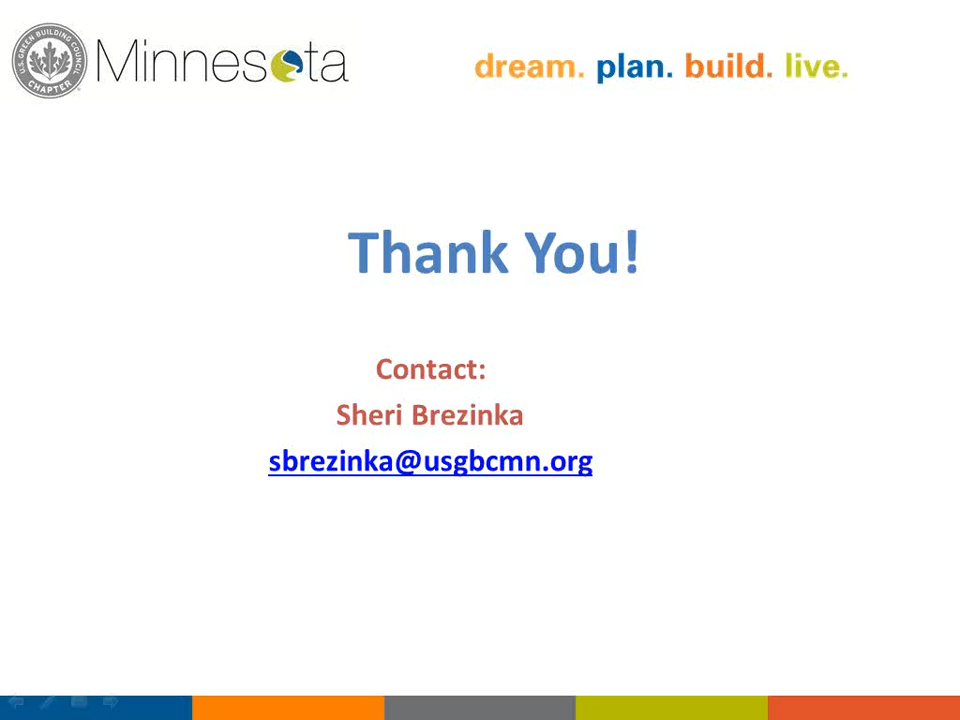 U.S. GREEN BUILDING COUNCIL
CHAPTER
Minnesota
dream. plan. build. live.
Thank You!
Contact:
Sheri Brezinka
sbrezinka@usgbcmn.org